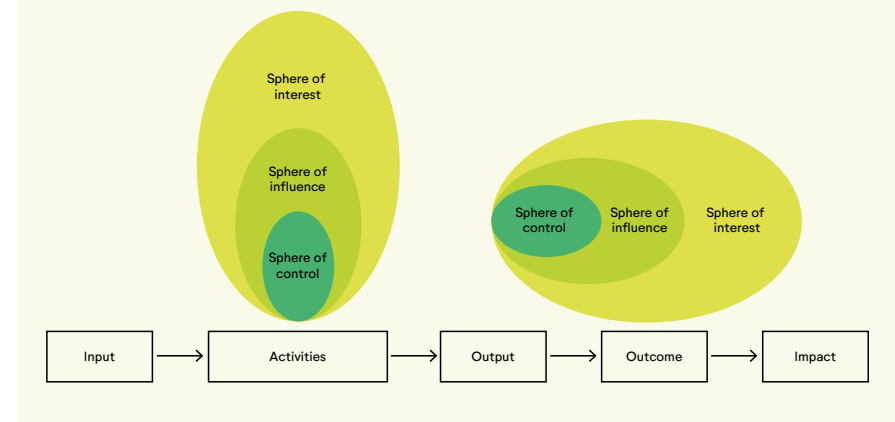 Sphere of
interest
Sphere of
influence
Sphere of
control
Sphere of
control
Sphere of
influence
Sphere of
interest
Input
Activities
Output
Outcome
Impact